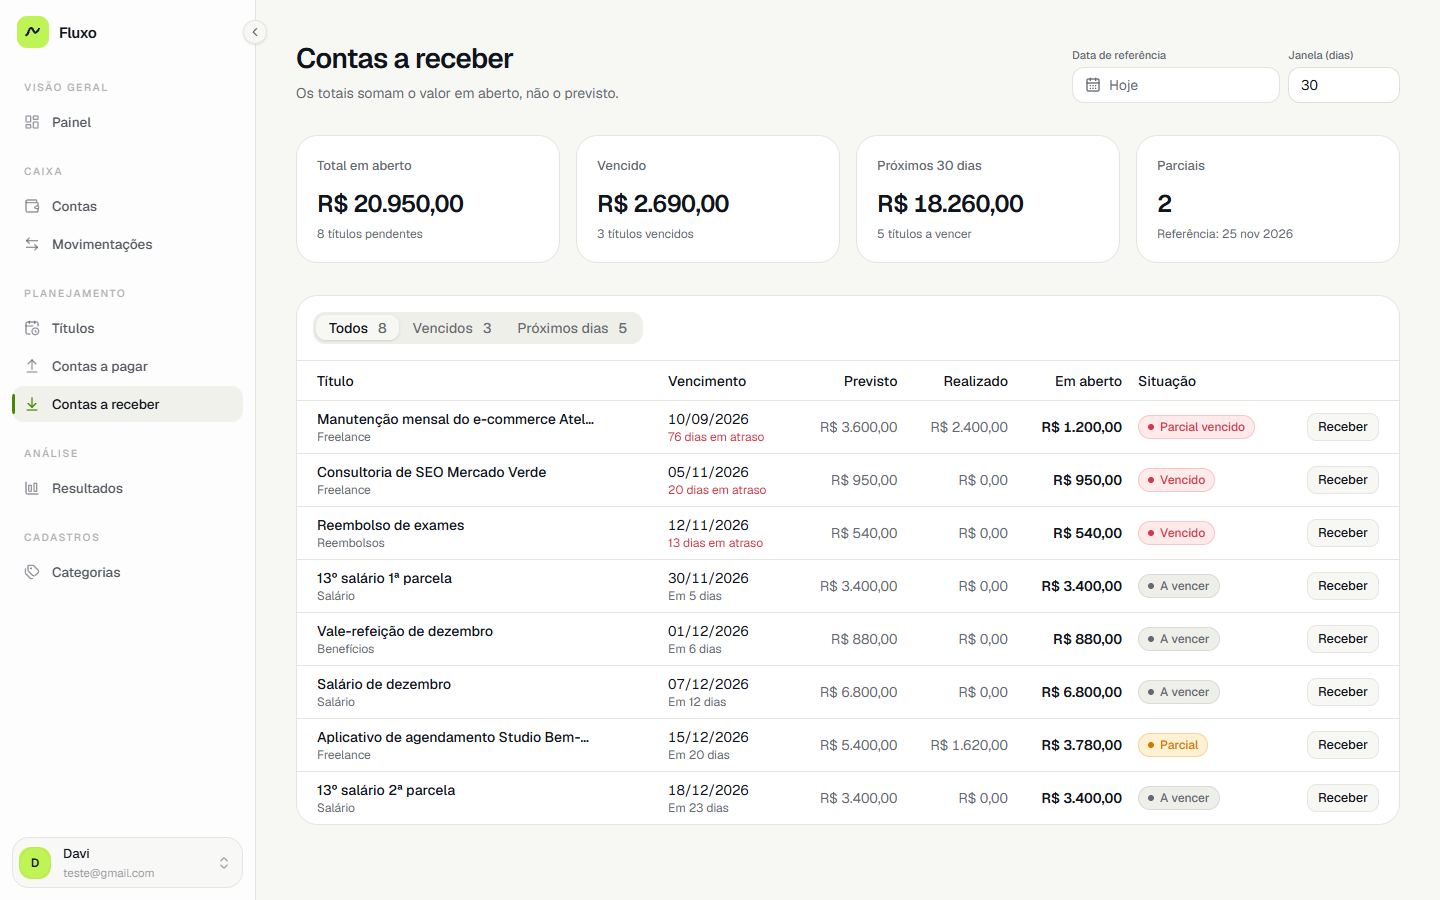 Fluxo
VISÃO GERAL
Painel
CAIXA
Contas
Movimentações
PLANEJAMENTO
Títulos
Contas a pagar
Contas a receber
ANÁLISE
Resultados
CADASTROS
Categorias
D
Davi
teste@gmail.com
Contas a receber
Os totais somam o valor em aberto, não o previsto.
Data de referência
Hoje
Janela (dias)
30
Total em aberto
R$ 20.950,00
8 títulos pendentes
Vencido
R$ 2.690,00
3 títulos vencidos
Próximos 30 dias
R$ 18.260,00
5 títulos a vencer
Parciais
2
Referência: 25 nov 2026
Todos 8 Vencidos 3 Próximos dias 5
Título Vencimento Previsto Realizado Em aberto Situação
Manutenção mensal do e-commerce Atel... 10/09/2026 R$ 3.600,00 R$ 2.400,00 R$ 1.200,00 Parcial vencido Receber
Freelance 76 dias em atraso
Consultoria de SEO Mercado Verde 05/11/2026 R$ 950,00 R$ 0,00 R$ 950,00 Vencido Receber
Freelance 20 dias em atraso
Reembolso de exames 12/11/2026 R$ 540,00 R$ 0,00 R$ 540,00 Vencido Receber
Reembolsos 13 dias em atraso
13º salário 1ª parcela 30/11/2026 R$ 3.400,00 R$ 0,00 R$ 3.400,00 A vencer Receber
Salário Em 5 dias
Vale-refeição de dezembro 01/12/2026 R$ 880,00 R$ 0,00 R$ 880,00 A vencer Receber
Benefícios Em 6 dias
Salário de dezembro 07/12/2026 R$ 6.800,00 R$ 0,00 R$ 6.800,00 A vencer Receber
Salário Em 12 dias
Aplicativo de agendamento Studio Bem-... 15/12/2026 R$ 5.400,00 R$ 1.620,00 R$ 3.780,00 Parcial Receber
Freelance Em 20 dias
13º salário 2ª parcela 18/12/2026 R$ 3.400,00 R$ 0,00 R$ 3.400,00 A vencer Receber
Salário Em 23 dias